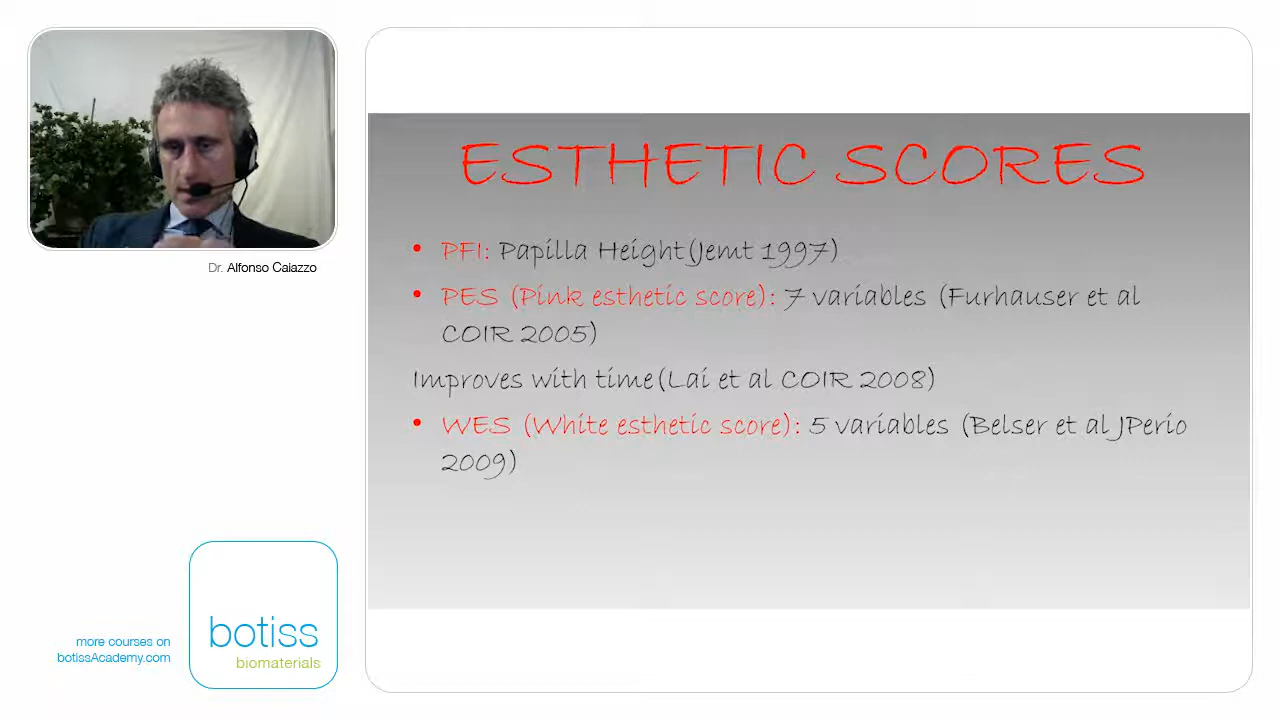 Dr. Alfonso Caiazzo
ESTHETIC SCORES
• PFI: Papilla Height(Jemt 1997)
• PES (Pink esthetic score): 7 variables (Furhauser et al
COIR 2005)
Improves with time(Lai et al COIR 2008)
• WES (White esthetic score): 5 variables (Belser et al JPerio
2009)
more courses on
botissAcademy.com
botiss
biomaterials